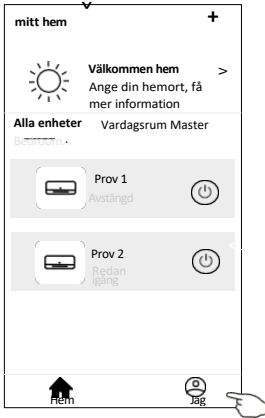 mitt hem
+
Välkommen hem
>
Ange din hemort, få
mer information
Alla enheter Vardagsrum Master
Bedroom.
Prov 1
Avstängd
Prov 2
Redan
igång
Hem
Jag